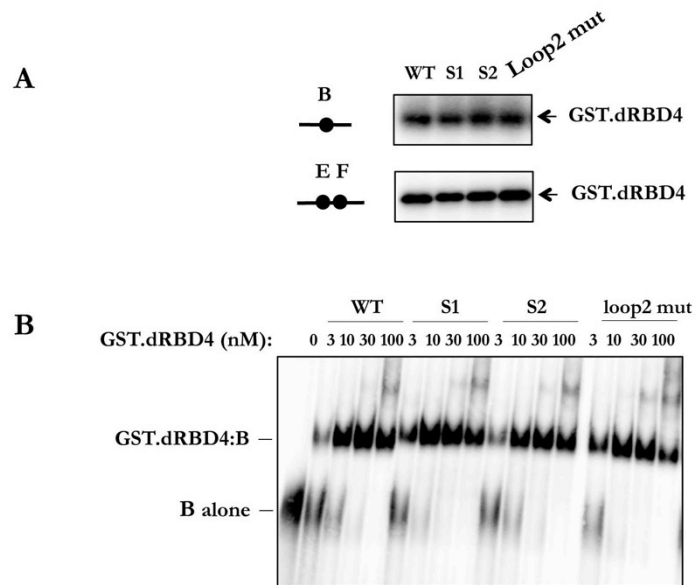 A
B
WT S1 S2 Loop2 mut
GST.dRBD4
E F
GST.dRBD4
B
WT S1 S2 loop2 mut
GST.dRBD4 (nM): 0 3 10 30 100 3 10 30 100 3 10 30 100 3 10 30 100
GST.dRBD4:B
B alone